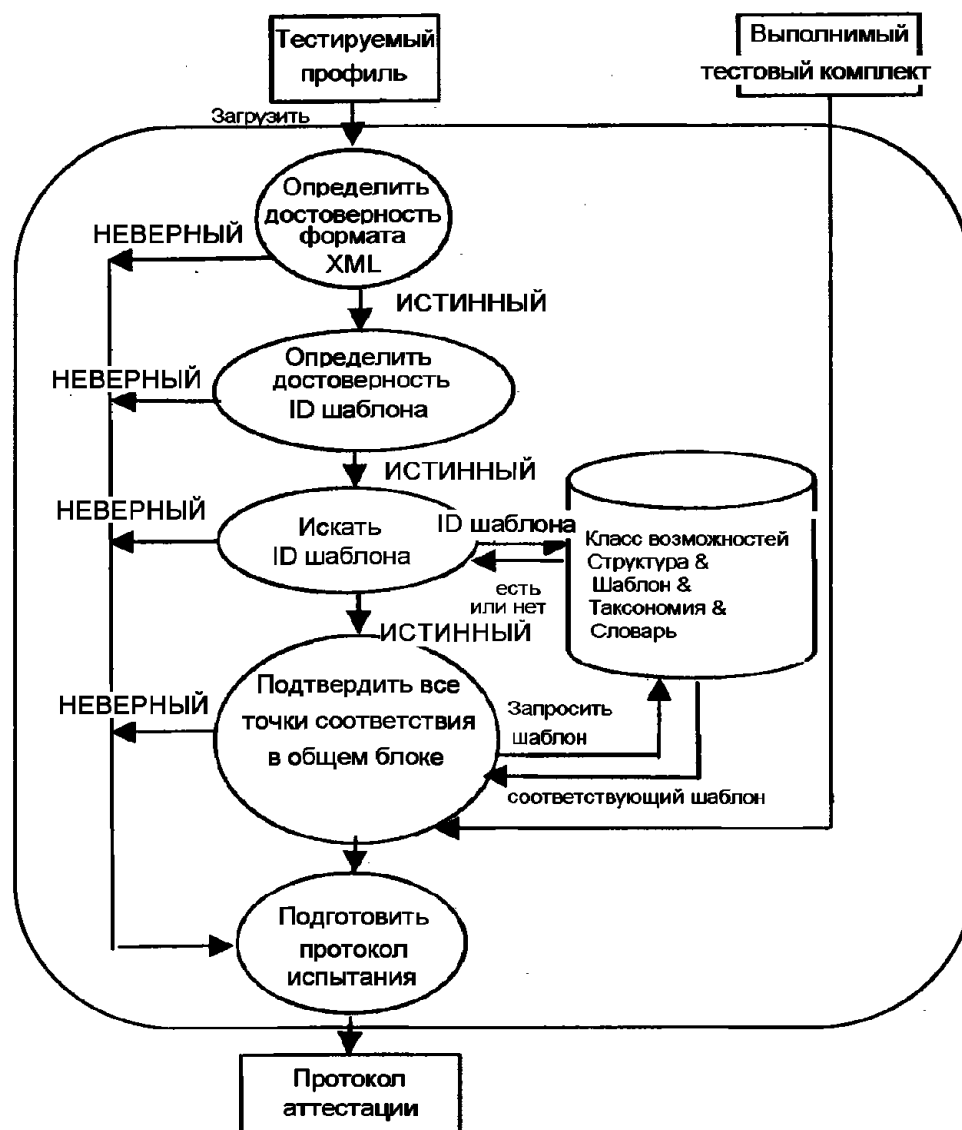 Тестируемый
профиль
Выполнимый
тестовый комплект
Загрузить
Определить
достоверность
формата
XML
НЕВЕРНЫЙ
ИСТИННЫЙ
Определить
достоверность
ID шаблона
НЕВЕРНЫЙ
ИСТИННЫЙ
НЕВЕРНЫЙ
Искать
ID шаблона
ID шаблона
есть
или нет
Класс возможностей
Структура &
Шаблон &
Таксономия &
Словарь
ИСТИННЫЙ
НЕВЕРНЫЙ
Подтвердить все
точки соответствия
в общем блоке
Запросить
шаблон
соответствующий шаблон
Подготовить
протокол
испытания
Протокол
аттестации